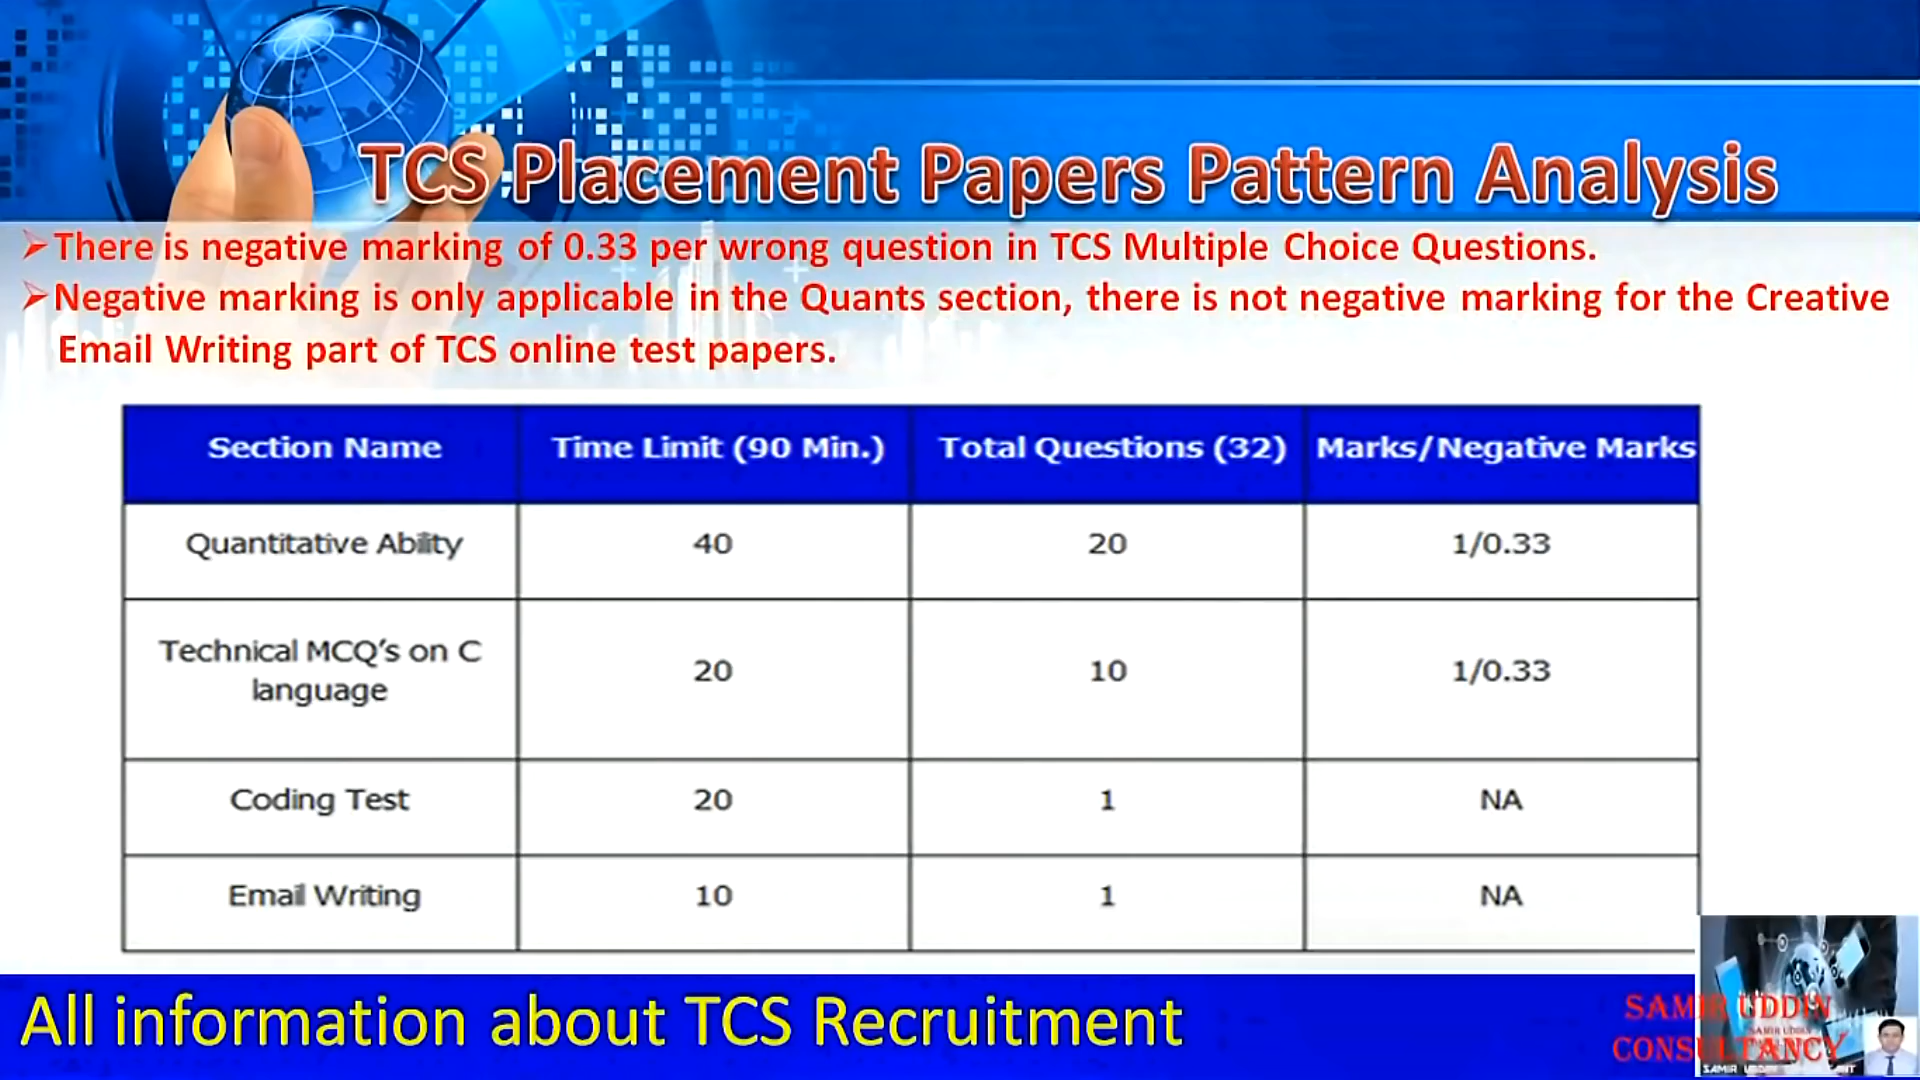 TCS Placement Papers Pattern Analysis
➢There is negative marking of 0.33 per wrong question in TCS Multiple Choice Questions.
➢Negative marking is only applicable in the Quants section, there is not negative marking for the Creative
Email Writing part of TCS online test papers.
Section Name Time Limit (90 Min.) Total Questions (32) Marks/Negative Marks
Quantitative Ability 40 20 1/0.33
Technical MCQ's on C
language 20 10 1/0.33
Coding Test 20 1 NA
Email Writing 10 1 NA
All information about TCS Recruitment
SAMIR UDDIN
CONSULTANCY